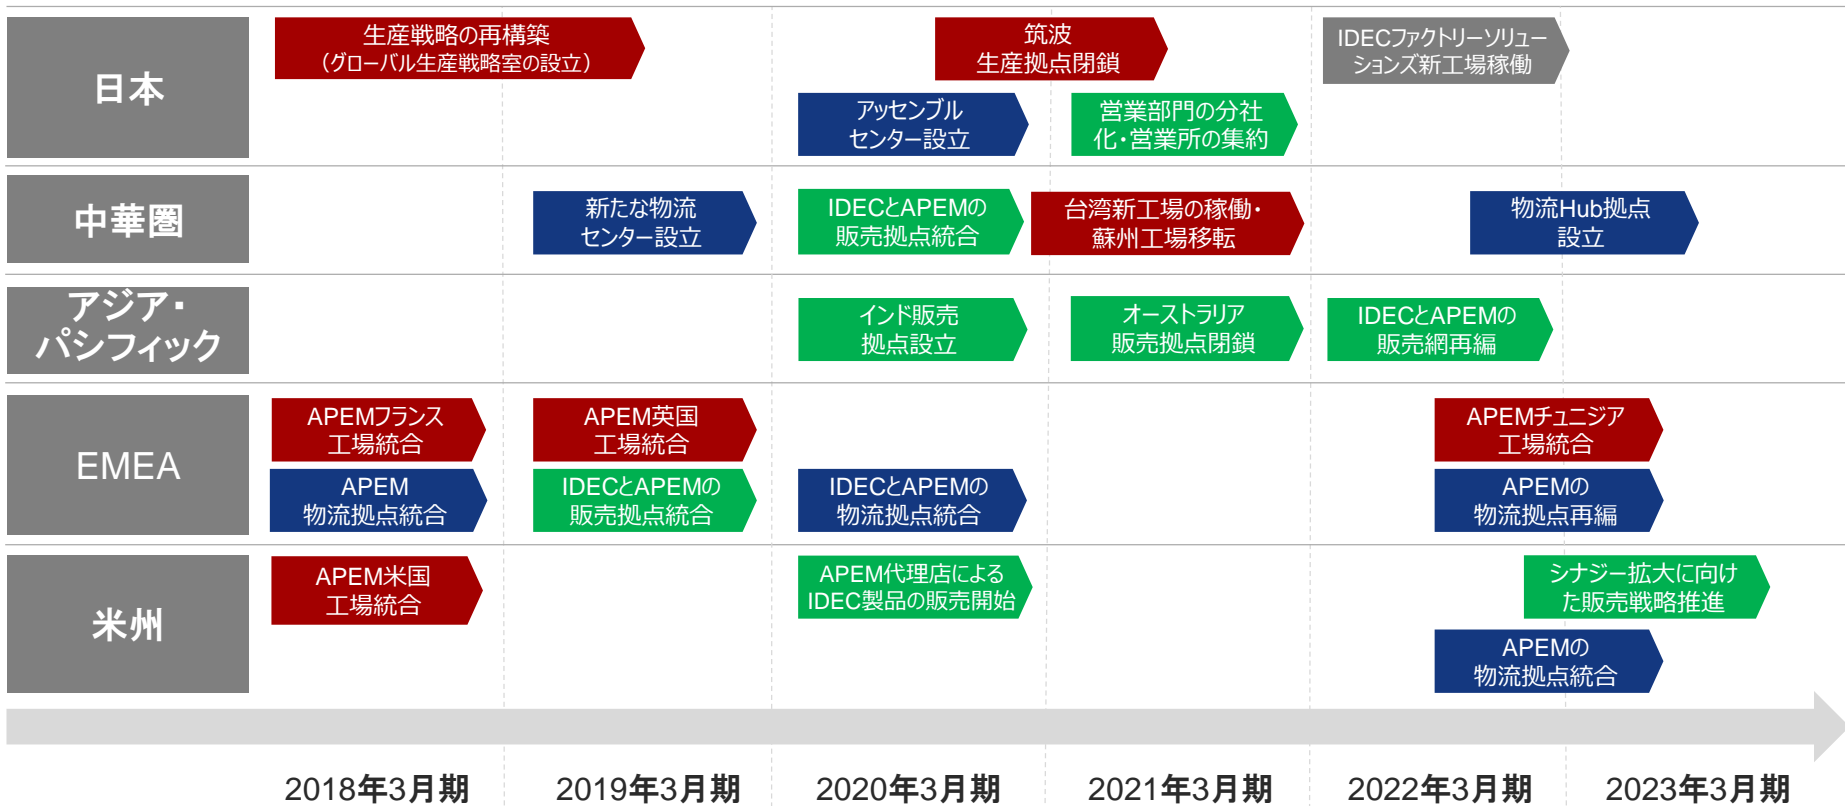 日本
生産戦略の再構築
（グローバル生産戦略室の設立）
筑波
生産拠点閉鎖
IDECファクトリーソリュー
ションズ新工場稼働
アッセンブル
センター設立
営業部門の分社
化・営業所の集約
中華圏
新たな物流
センター設立
IDECとAPEMの
販売拠点統合
台湾新工場の稼働・
蘇州工場移転
物流Hub拠点
設立
アジア・
パシフィック
インド販売
拠点設立
オーストラリア
販売拠点閉鎖
IDECとAPEMの
販売網再編
EMEA
APEMフランス
工場統合
APEM英国
工場統合
APEMチュニジア
工場統合
APEM
物流拠点統合
IDECとAPEMの
販売拠点統合
IDECとAPEMの
物流拠点統合
APEMの
物流拠点再編
米州
APEM米国
工場統合
APEM代理店による
IDEC製品の販売開始
シナジー拡大に向け
た販売戦略推進
APEMの
物流拠点統合
2018年3月期
2019年3月期
2020年3月期
2021年3月期
2022年3月期
2023年3月期